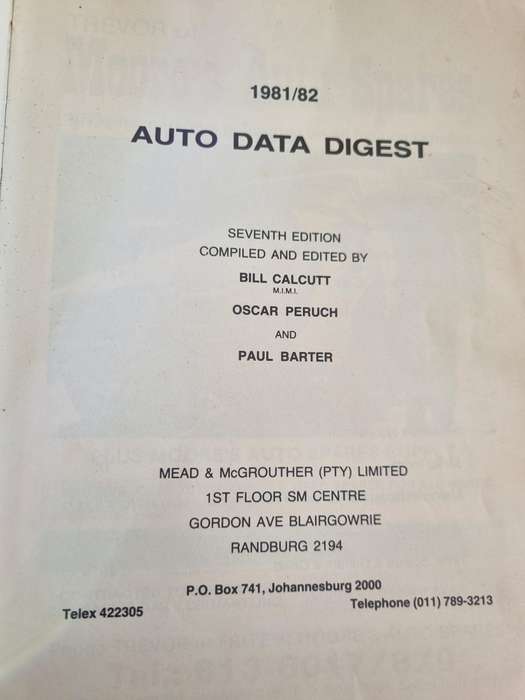 1981/82
AUTO DATA DIGEST
SEVENTH EDITION
COMPILED AND EDITED BY
BILL CALCUTT
M.I.M.I.
OSCAR PERUCH
AND
PAUL BARTER
MEAD & McGROUTHER (PTY) LIMITED
1ST FLOOR SM CENTRE
GORDON AVE BLAIRGOWRIE
RANDBURG 2194
P.O. Box 741, Johannesburg 2000
Telex 422305 Telephone (011) 789-3213